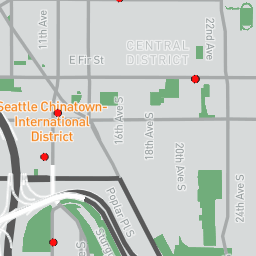 11th Ave
22nd Ave
CENTRAL
DISTRICT
E Fir St
Seattle Chinatown-
International
District
16th Ave S
18th Ave S
20th Ave S
24th Ave S
Poplar Pl S